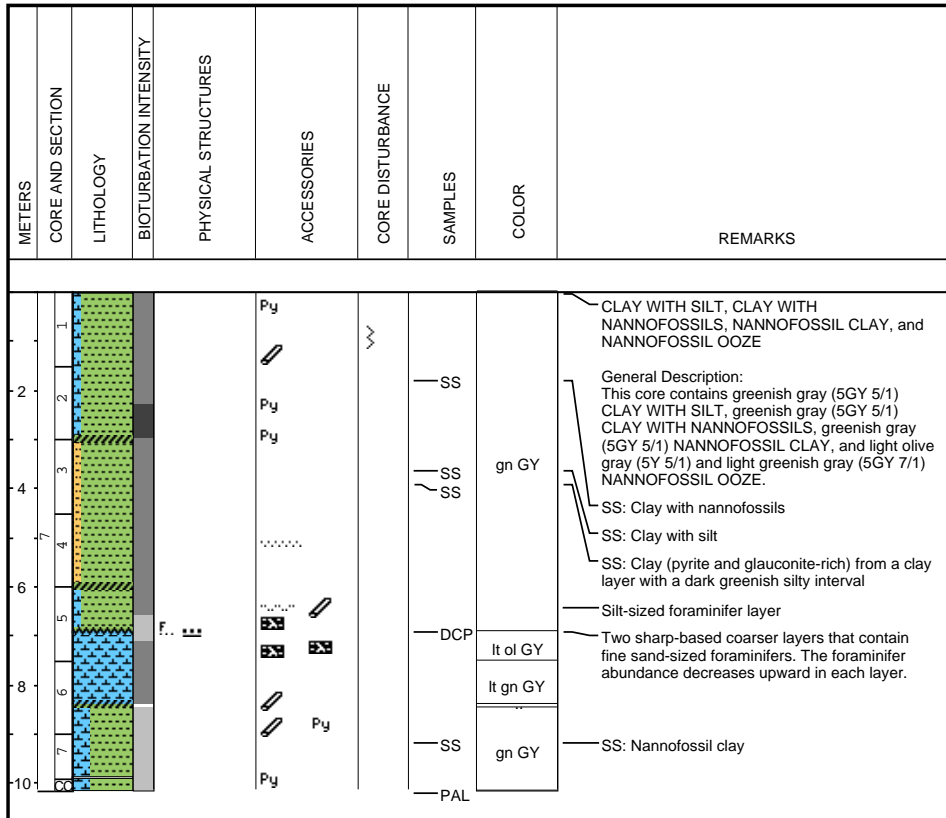 METERS
CORE AND SECTION
LITHOLOGY
BIOTURBATION INTENSITY
PHYSICAL STRUCTURES
ACCESSORIES
CORE DISTURBANCE
SAMPLES
COLOR
REMARKS
2
4
6
8
10
7
1
2
3
4
5
6
7
CC
Py
Py
Py
Py
Py
F
SS
SS
SS
DCP
SS
PAL
gn GY
lt ol GY
lt gn GY
..
gn GY
CLAY WITH SILT, CLAY WITH
NANNOFOSSILS, NANNOFOSSIL CLAY, and
NANNOFOSSIL OOZE
General Description:
This core contains greenish gray (5GY 5/1)
CLAY WITH SILT, greenish gray (5GY 5/1)
CLAY WITH NANNOFOSSILS, greenish gray
(5GY 5/1) NANNOFOSSIL CLAY, and light olive
gray (5Y 5/1) and light greenish gray (5GY 7/1)
NANNOFOSSIL OOZE.
SS: Clay with nannofossils
SS: Clay with silt
SS: Clay (pyrite and glauconite-rich) from a clay
layer with a dark greenish silty interval
Silt-sized foraminifer layer
Two sharp-based coarser layers that contain
fine sand-sized foraminifers. The foraminifer
abundance decreases upward in each layer.
SS: Nannofossil clay